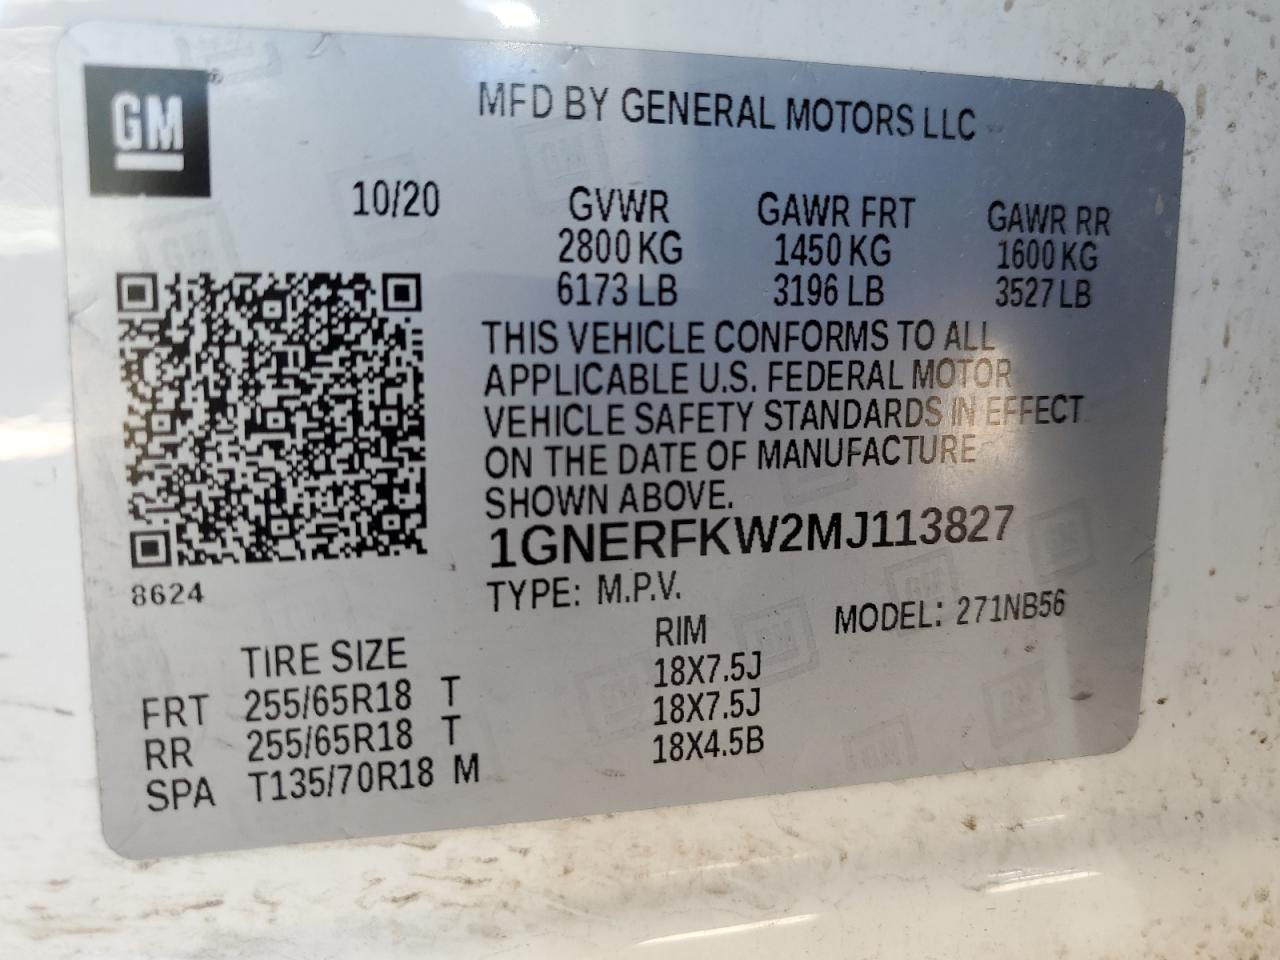 GM
MFD BY GENERAL MOTORS LLC
10/20 GVWR GAWR FRT GAWR RR
2800 KG 1450 KG 1600 KG
6173 LB 3196 LB 3527 LB
THIS VEHICLE CONFORMS TO ALL
APPLICABLE U.S. FEDERAL MOTOR
VEHICLE SAFETY STANDARDS IN EFFECT
ON THE DATE OF MANUFACTURE
SHOWN ABOVE.
1GNERFKW2MJ113827
8624
TYPE: M.P.V. MODEL: 271NB56
TIRE SIZE RIM
FRT 255/65R18 T 18X7.5J
RR 255/65R18 T 18X7.5J
SPA T135/70R18 M 18X4.5B